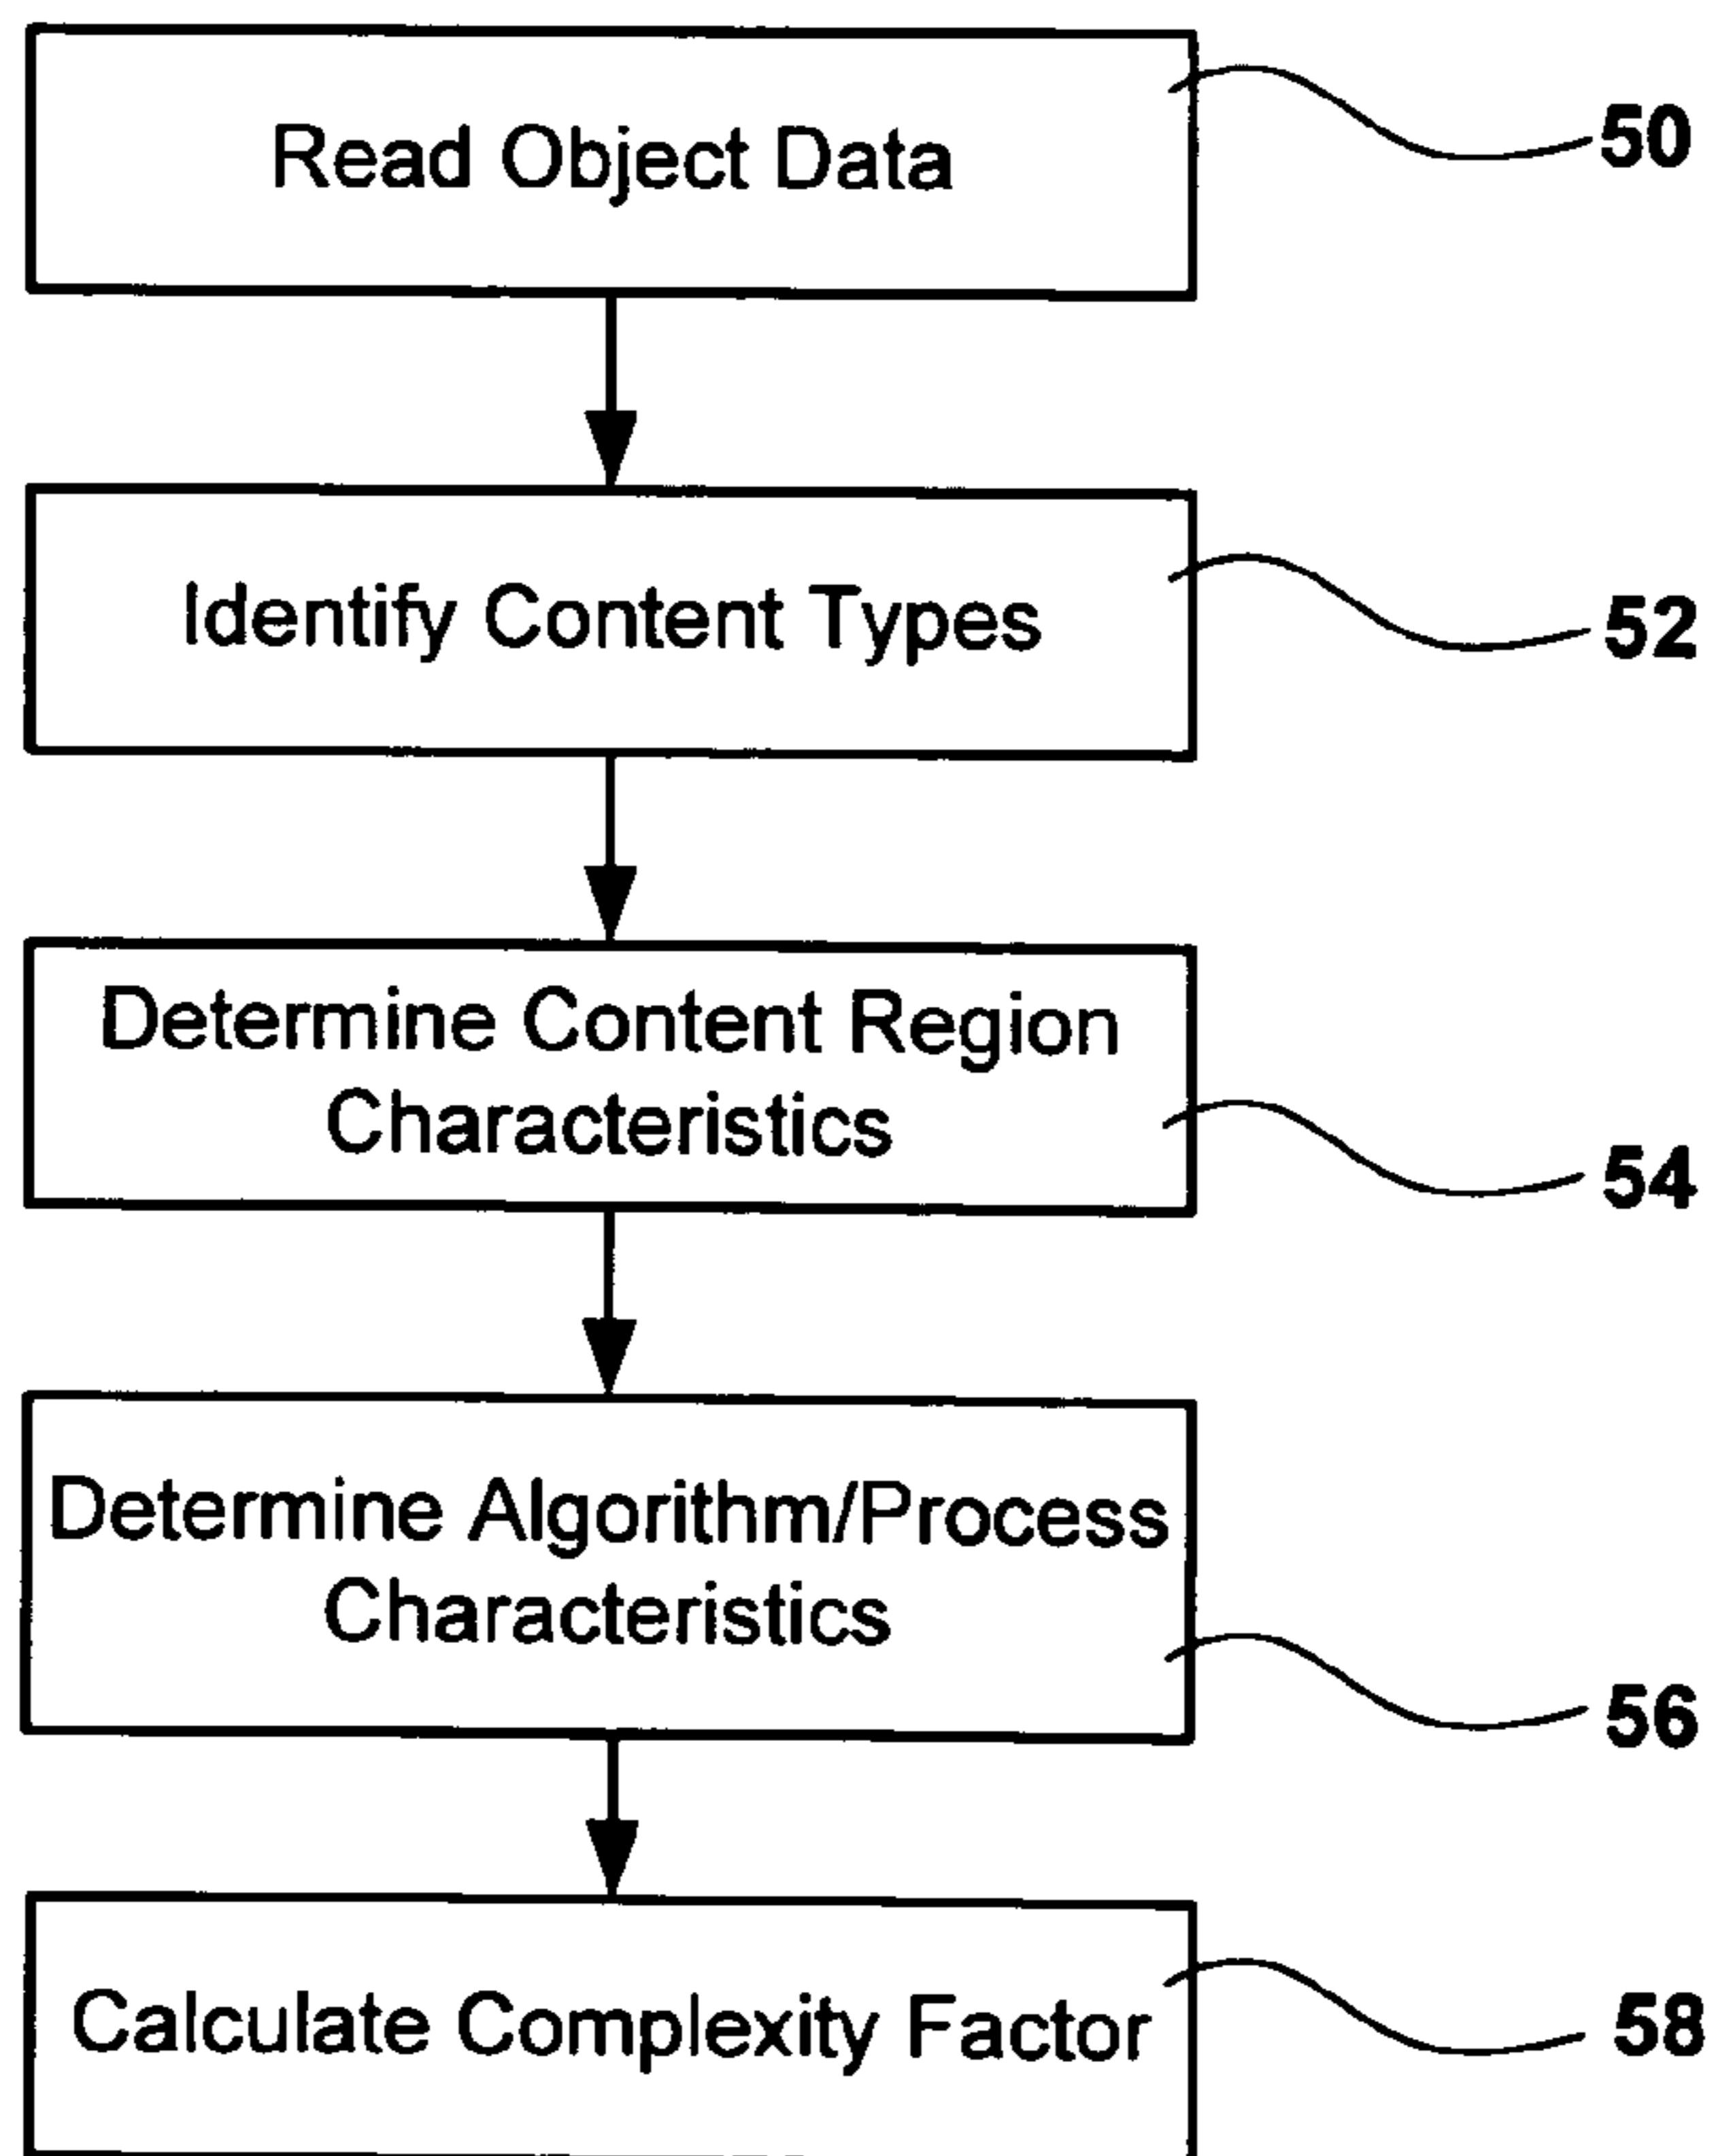 Read Object Data
50
Identify Content Types
52
Determine Content Region
Characteristics
54
Determine Algorithm/Process
Characteristics
56
Calculate Complexity Factor
58